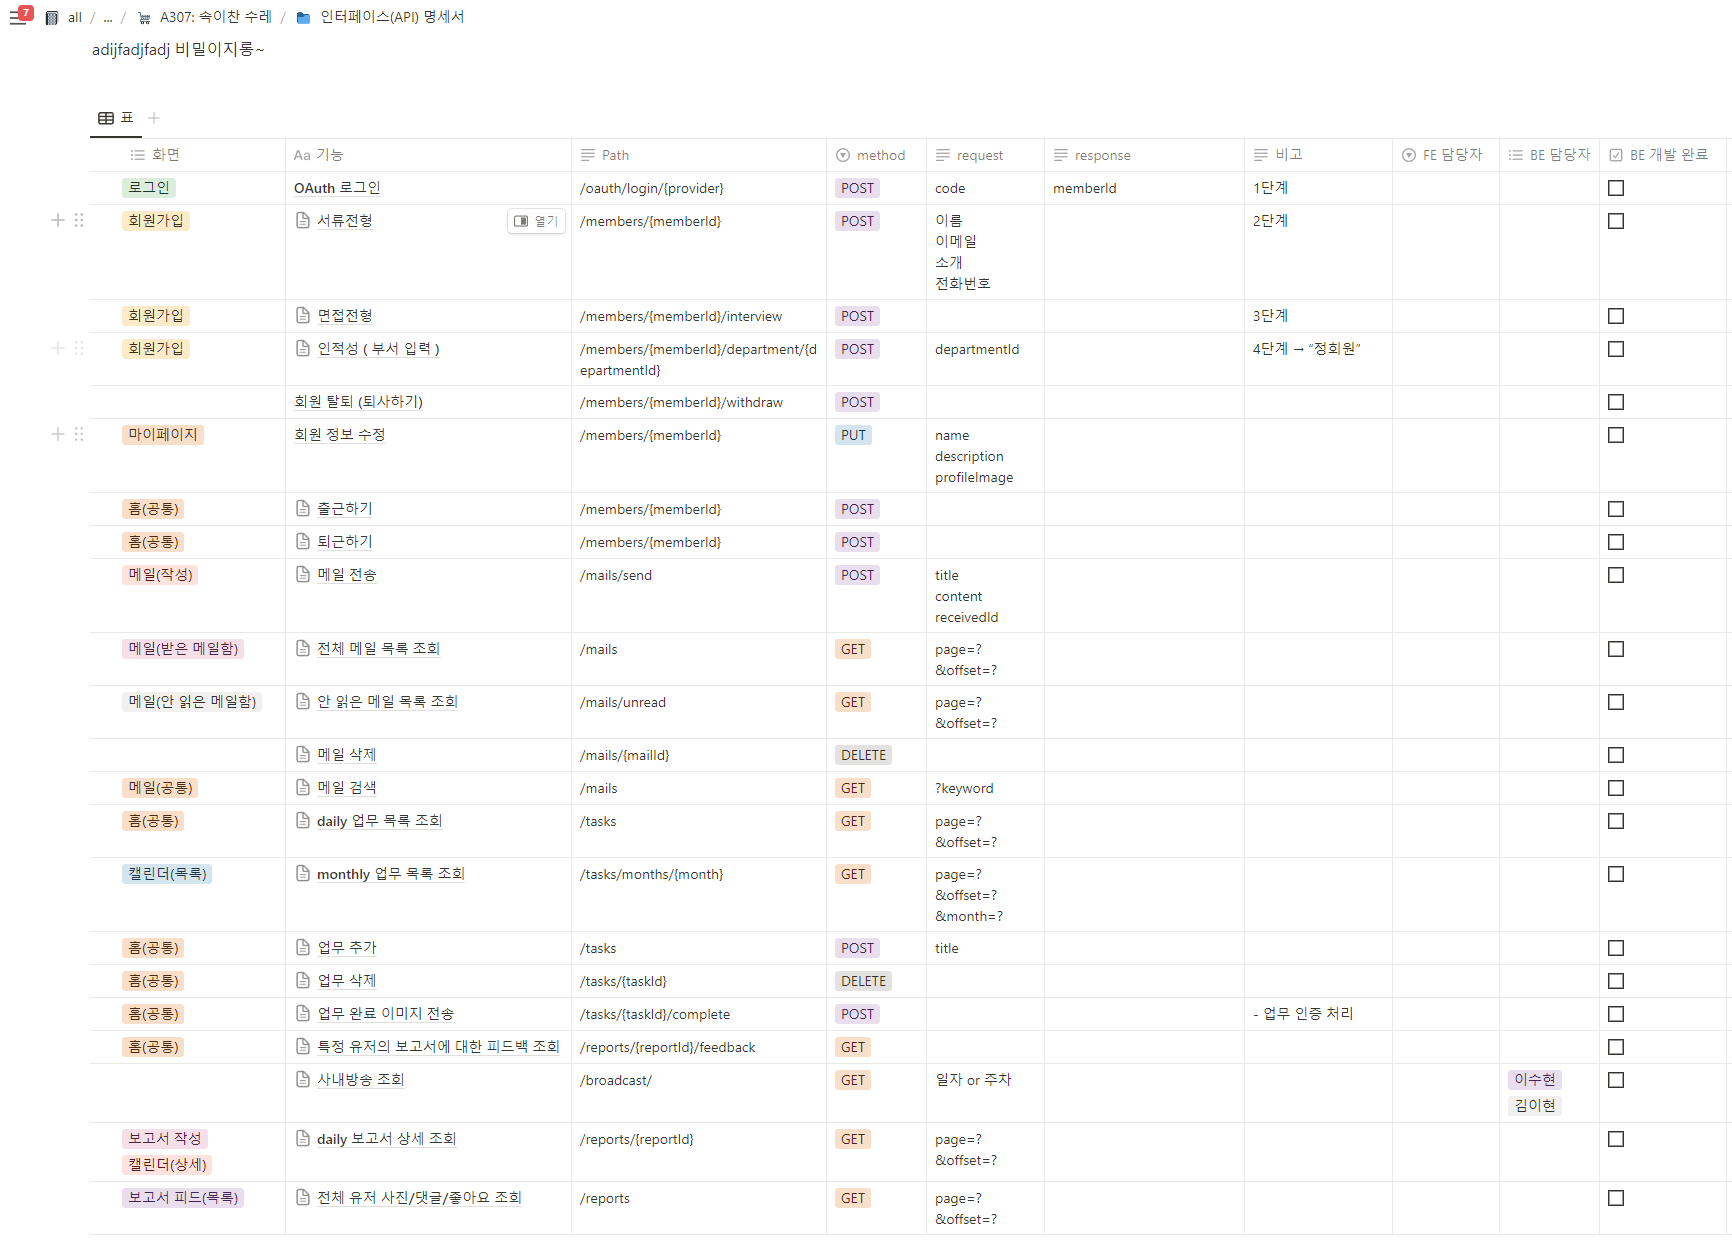 7 all / ... / A307: 속이찬 수레 / 인터페이스(API) 명세서
adijfadjfadj 비밀이지롱~
표
화면 Aa 기능 Path method request response 비고 FE 담당자 BE 담당자 BE 개발 완료
로그인 OAuth 로그인 /oauth/login/{provider} POST code memberId 1단계
회원가입 서류전형 열기 /members/{memberId} POST 이름 2단계
이메일
소개
전화번호
회원가입 면접전형 /members/{memberId}/interview POST 3단계
회원가입 인적성 ( 부서 입력 ) /members/{memberId}/department/{d POST departmentId 4단계 → “정회원”
epartmentId}
회원 탈퇴 (퇴사하기) /members/{memberId}/withdraw POST
마이페이지 회원 정보 수정 /members/{memberId} PUT name
description
profileImage
홈(공통) 출근하기 /members/{memberId} POST
홈(공통) 퇴근하기 /members/{memberId} POST
메일(작성) 메일 전송 /mails/send POST title
content
receivedId
메일(받은 메일함) 전체 메일 목록 조회 /mails GET page=?
&offset=?
메일(안 읽은 메일함) 안 읽은 메일 목록 조회 /mails/unread GET page=?
&offset=?
메일 삭제 /mails/{mailId} DELETE
메일(공통) 메일 검색 /mails GET ?keyword
홈(공통) daily 업무 목록 조회 /tasks GET page=?
&offset=?
캘린더(목록) monthly 업무 목록 조회 /tasks/months/{month} GET page=?
&offset=?
&month=?
홈(공통) 업무 추가 /tasks POST title
홈(공통) 업무 삭제 /tasks/{taskId} DELETE
홈(공통) 업무 완료 이미지 전송 /tasks/{taskId}/complete POST - 업무 인증 처리
홈(공통) 특정 유저의 보고서에 대한 피드백 조회 /reports/{reportId}/feedback GET
사내방송 조회 /broadcast/ GET 일자 or 주차 이수현
김이현
보고서 작성 daily 보고서 상세 조회 /reports/{reportId} GET page=?
캘린더(상세) &offset=?
보고서 피드(목록) 전체 유저 사진/댓글/좋아요 조회 /reports GET page=?
&offset=?